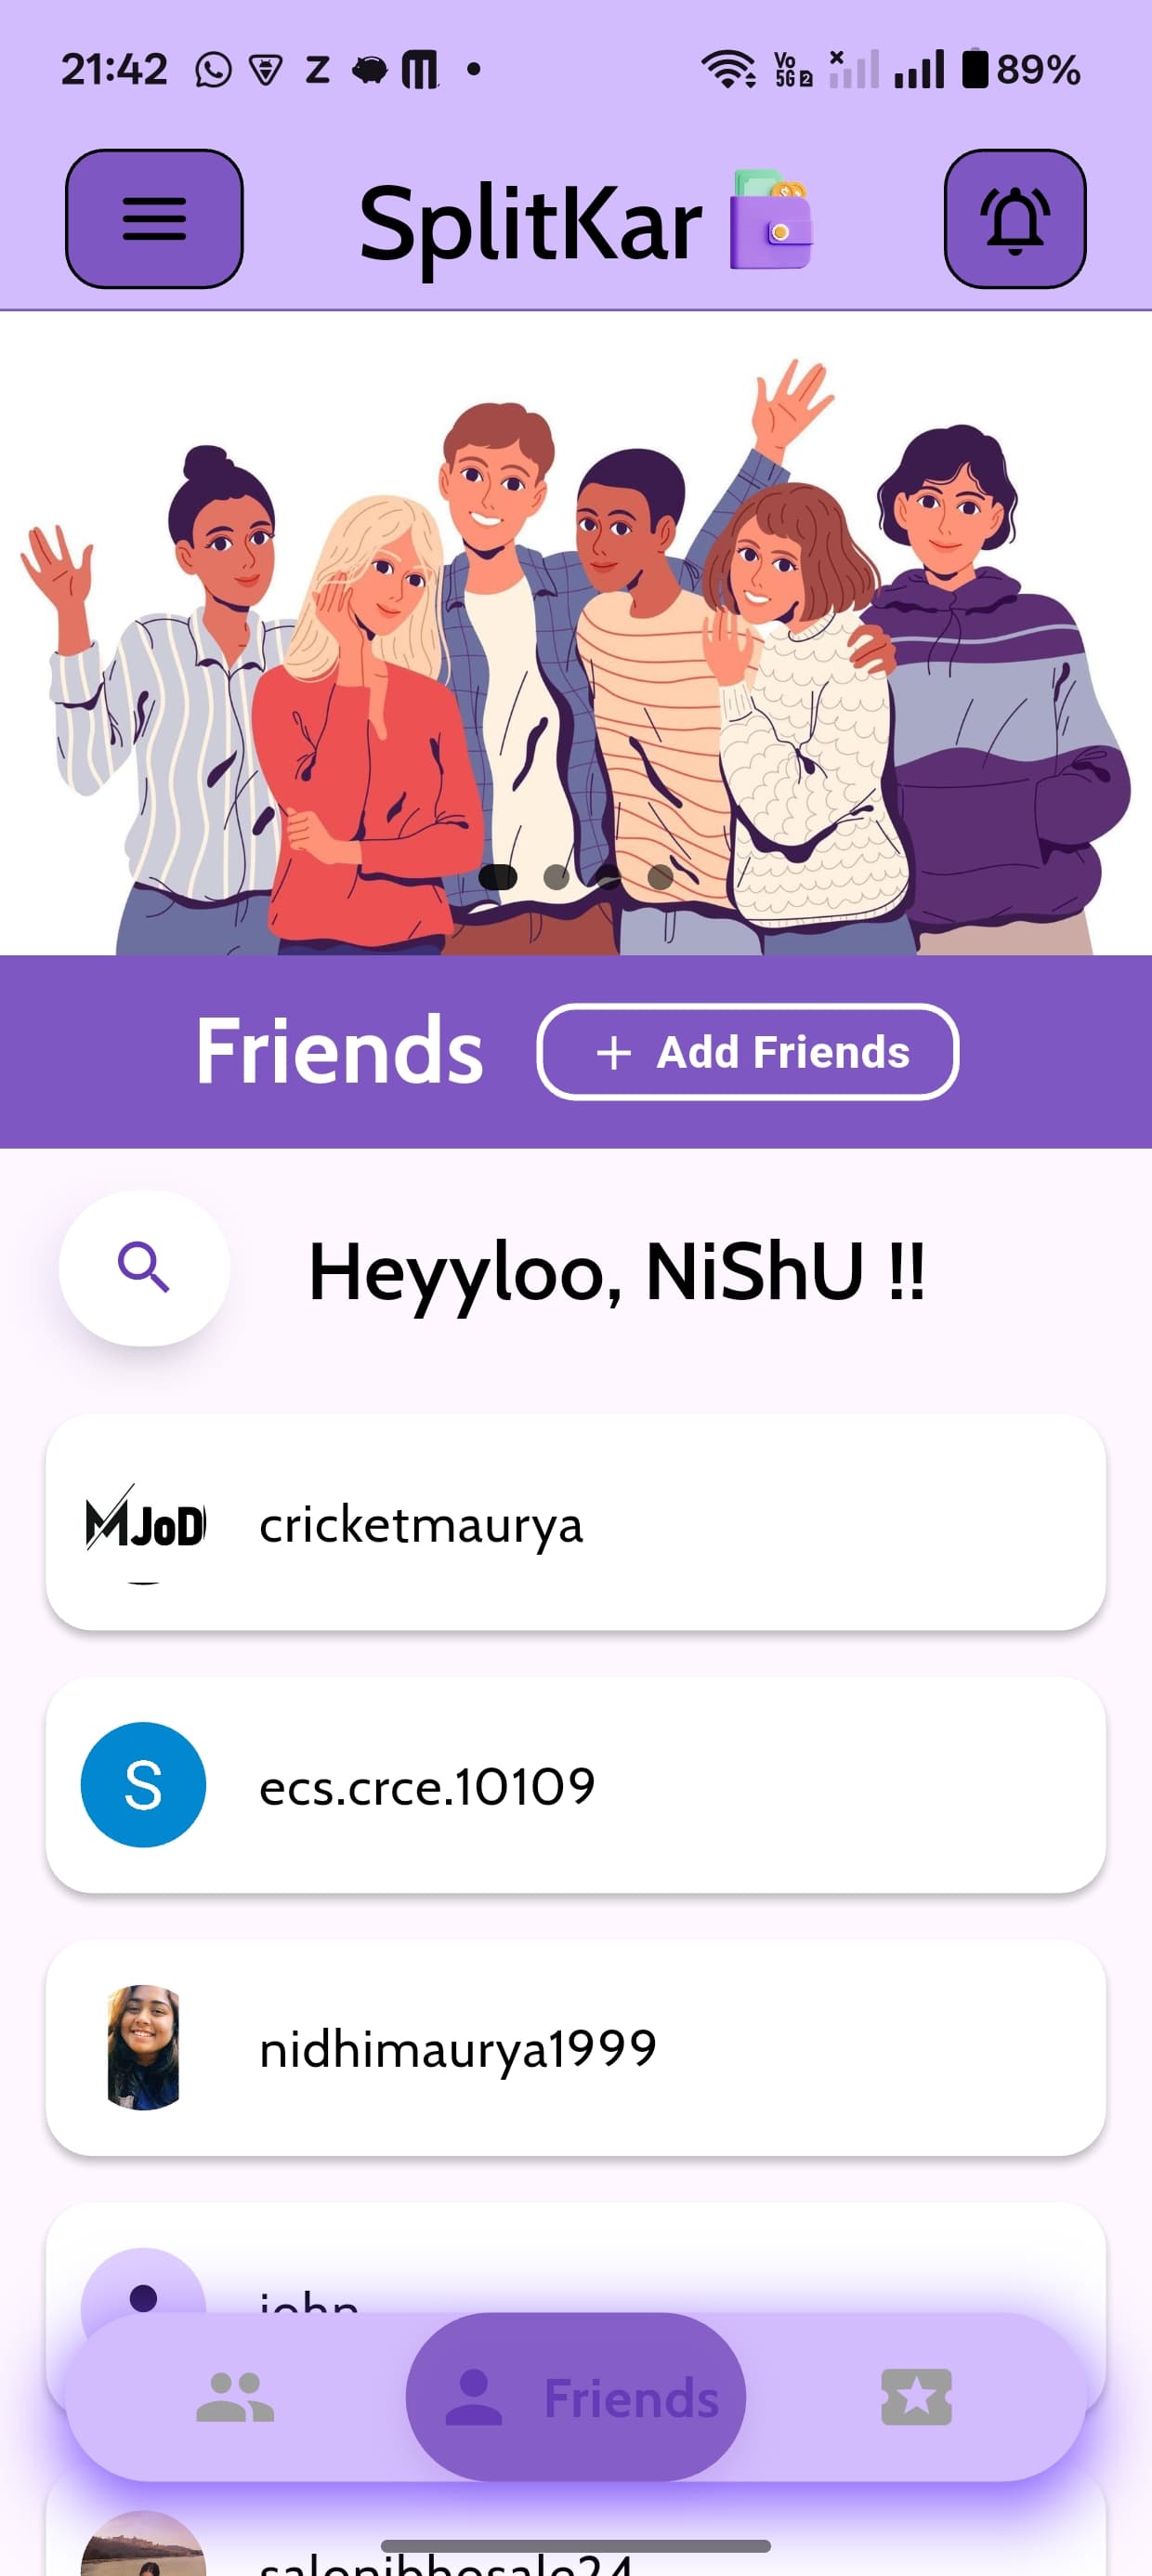 21:42 Z Vo 5G 2 89%
SplitKar
Friends + Add Friends
Heyyloo, NiShU !!
MJoD cricketmaurya
S ecs.crce.10109
nidhimaurya1999
john
Friends
salonibhosale24